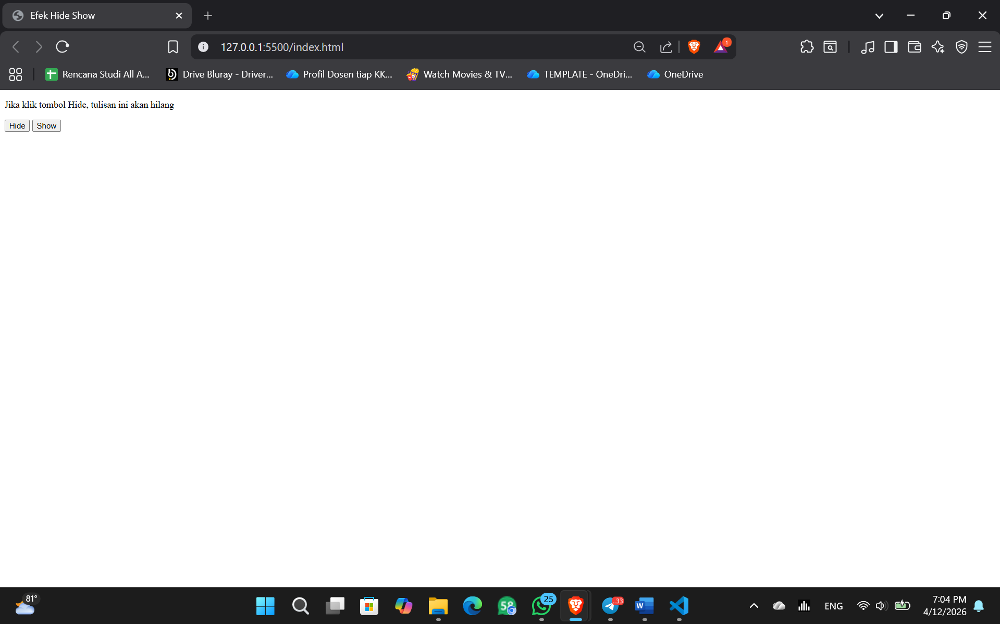 Efek Hide Show
127.0.0.1:5500/index.html
1
Rencana Studi All A...
Drive Bluray - Driver...
Profil Dosen tiap KK...
Watch Movies & TV...
TEMPLATE - OneDri...
OneDrive
Jika klik tombol Hide, tulisan ini akan hilang
Hide Show
81°
58
25
..33
W
ENG
7:04 PM
4/12/2026